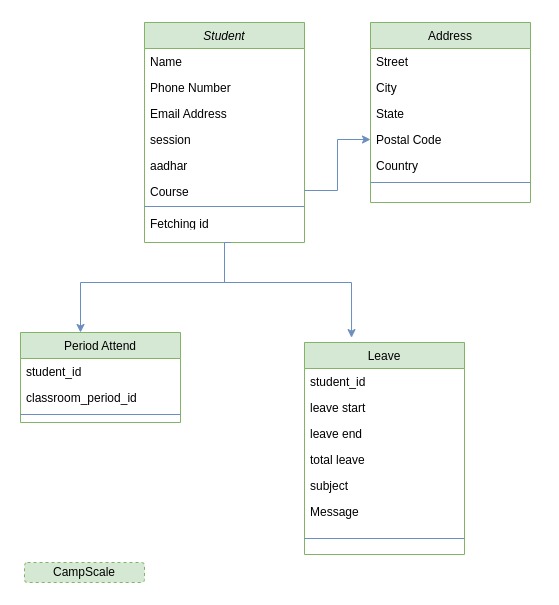 Student
Name
Phone Number
Email Address
session
aadhar
Course
Fetching id
Address
Street
City
State
Postal Code
Country
Period Attend
student_id
classroom_period_id
Leave
student_id
leave start
leave end
total leave
subject
Message
CampScale